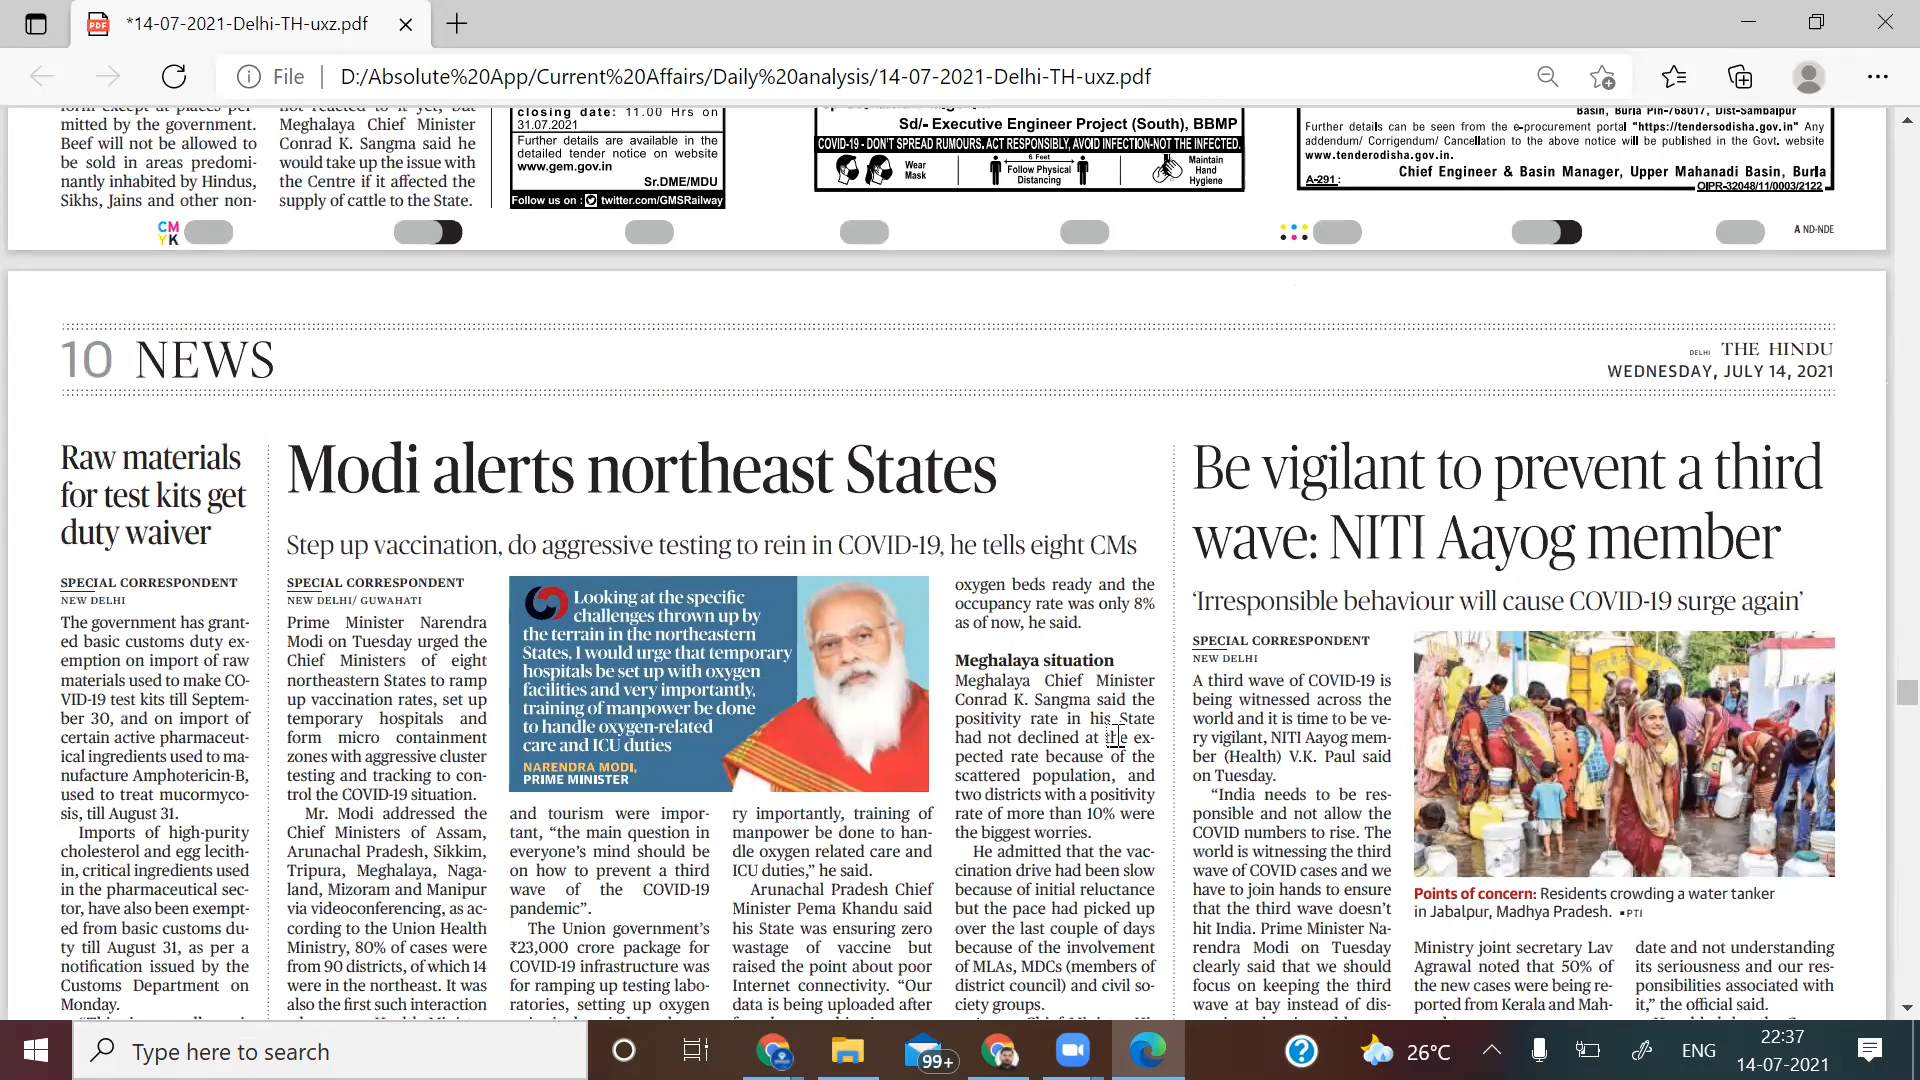 *14-07-2021-Delhi-TH-uxz.pdf
File
D:/Absolute%20App/Current%20Affairs/Daily%20analysis/14-07-2021-Delhi-TH-uxz.pdf
mitted by the government.
Beef will not be allowed to
be sold in areas predomi-
nantly inhabited by Hindus,
Sikhs, Jains and other non-
not reacted to it yet, but
Meghalaya Chief Minister
Conrad K. Sangma said he
would take up the issue with
the Centre if it affected the
supply of cattle to the State.
closing date: 11.00 Hrs on
31.07.2021
Further details are available in the
detailed tender notice on website
www.gem.gov.in
Sr.DME/MDU
Follow us on : twitter.com/GMSRailway
Sd/- Executive Engineer Project (South), BBMP
COVID-19 - DON'T SPREAD RUMOURS. ACT RESPONSIBLY, AVOID INFECTION-NOT THE INFECTED.
Wear
Mask
6 Feet
Follow Physical
Distancing
Maintain
Hand
Hygiene
Basin, Burla Pin-768017, Dist-Sambalpur
Further details can be seen from the e-procurement portal "https://tendersodisha.gov.in" Any
addendum/ Corrigendum/ Cancellation to the above notice will be published in the Govt. website
www.tenderodisha.gov.in.
Chief Engineer & Basin Manager, Upper Mahanadi Basin, Burla
A-291 :
OIPR-32048/11/0003/2122
CM
YK
A ND-NDE
10 NEWS
DELHI THE HINDU
WEDNESDAY, JULY 14, 2021
Raw materials
for test kits get
duty waiver
SPECIAL CORRESPONDENT
NEW DELHI
The government has grant-
ed basic customs duty ex-
emption on import of raw
materials used to make CO-
VID-19 test kits till Septem-
ber 30, and on import of
certain active pharmaceut-
ical ingredients used to ma-
nufacture Amphotericin-B,
used to treat mucormyco-
sis, till August 31.
Imports of high-purity
cholesterol and egg lecith-
in, critical ingredients used
in the pharmaceutical sec-
tor, have also been exempt-
ed from basic customs du-
ty till August 31, as per a
notification issued by the
Customs Department on
Monday.
Modi alerts northeast States
Step up vaccination, do aggressive testing to rein in COVID-19, he tells eight CMs
SPECIAL CORRESPONDENT
NEW DELHI/ GUWAHATI
Prime Minister Narendra
Modi on Tuesday urged the
Chief Ministers of eight
northeastern States to ramp
up vaccination rates, set up
temporary hospitals and
form micro containment
zones with aggressive cluster
testing and tracking to con-
trol the COVID-19 situation.
Mr. Modi addressed the
Chief Ministers of Assam,
Arunachal Pradesh, Sikkim,
Tripura, Meghalaya, Naga-
land, Mizoram and Manipur
via videoconferencing, as ac-
cording to the Union Health
Ministry, 80% of cases were
from 90 districts, of which 14
were in the northeast. It was
also the first such interaction
Looking at the specific
challenges thrown up by
the terrain in the northeastern
States, I would urge that temporary
hospitals be set up with oxygen
facilities and very importantly,
training of manpower be done
to handle oxygen-related
care and ICU duties
NARENDRA MODI,
PRIME MINISTER
and tourism were impor-
tant, “the main question in
everyone's mind should be
on how to prevent a third
wave of the COVID-19
pandemic”.
The Union government's
₹23,000 crore package for
COVID-19 infrastructure was
for ramping up testing labo-
ratories, setting up oxygen
ry importantly, training of
manpower be done to han-
dle oxygen related care and
ICU duties,” he said.
Arunachal Pradesh Chief
Minister Pema Khandu said
his State was ensuring zero
wastage of vaccine but
raised the point about poor
Internet connectivity. “Our
data is being uploaded after
oxygen beds ready and the
occupancy rate was only 8%
as of now, he said.
Meghalaya situation
Meghalaya Chief Minister
Conrad K. Sangma said the
positivity rate in his State
had not declined at the ex-
pected rate because of the
scattered population, and
two districts with a positivity
rate of more than 10% were
the biggest worries.
He admitted that the vac-
cination drive had been slow
because of initial reluctance
but the pace had picked up
over the last couple of days
because of the involvement
of MLAs, MDCs (members of
district council) and civil so-
ciety groups.
Be vigilant to prevent a third
wave: NITI Aayog member
‘Irresponsible behaviour will cause COVID-19 surge again’
SPECIAL CORRESPONDENT
NEW DELHI
A third wave of COVID-19 is
being witnessed across the
world and it is time to be ve-
ry vigilant, NITI Aayog mem-
ber (Health) V.K. Paul said
on Tuesday.
“India needs to be res-
ponsible and not allow the
COVID numbers to rise. The
world is witnessing the third
wave of COVID cases and we
have to join hands to ensure
that the third wave doesn't
hit India. Prime Minister Na-
rendra Modi on Tuesday
clearly said that we should
focus on keeping the third
wave at bay instead of dis-
Points of concern: Residents crowding a water tanker
in Jabalpur, Madhya Pradesh. ▪PTI
Ministry joint secretary Lav
Agrawal noted that 50% of
the new cases were being re-
ported from Kerala and Mah-
date and not understanding
its seriousness and our res-
ponsibilities associated with
it,” the official said.
Type here to search
99+
26°C
ENG
22:37
14-07-2021